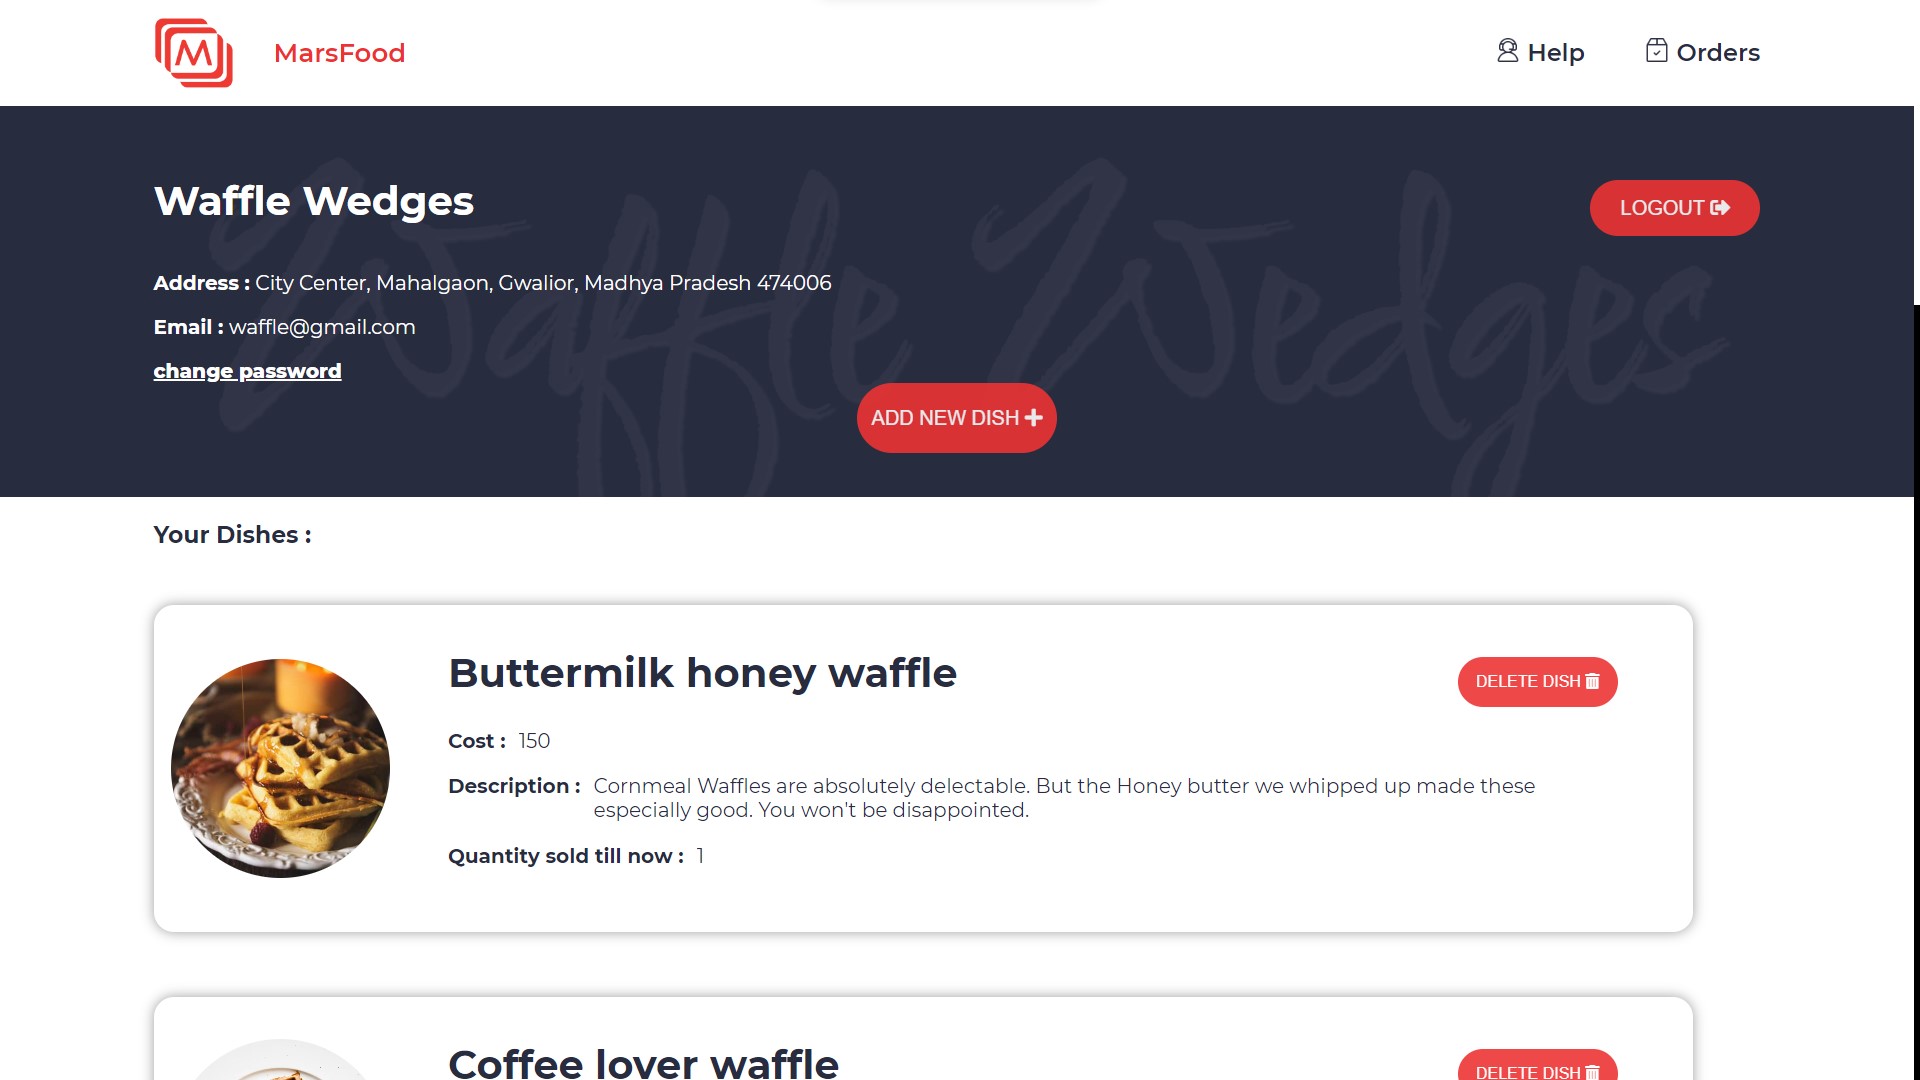 M
MarsFood
Help
Orders
Waffle Wedges
Waffle Wedges
LOGOUT
Address : City Center, Mahalgaon, Gwalior, Madhya Pradesh 474006
Email : waffle@gmail.com
change password
ADD NEW DISH
Your Dishes :
Buttermilk honey waffle
DELETE DISH
Cost : 150
Description : Cornmeal Waffles are absolutely delectable. But the Honey butter we whipped up made these
especially good. You won't be disappointed.
Quantity sold till now : 1
Coffee lover waffle
DELETE DISH